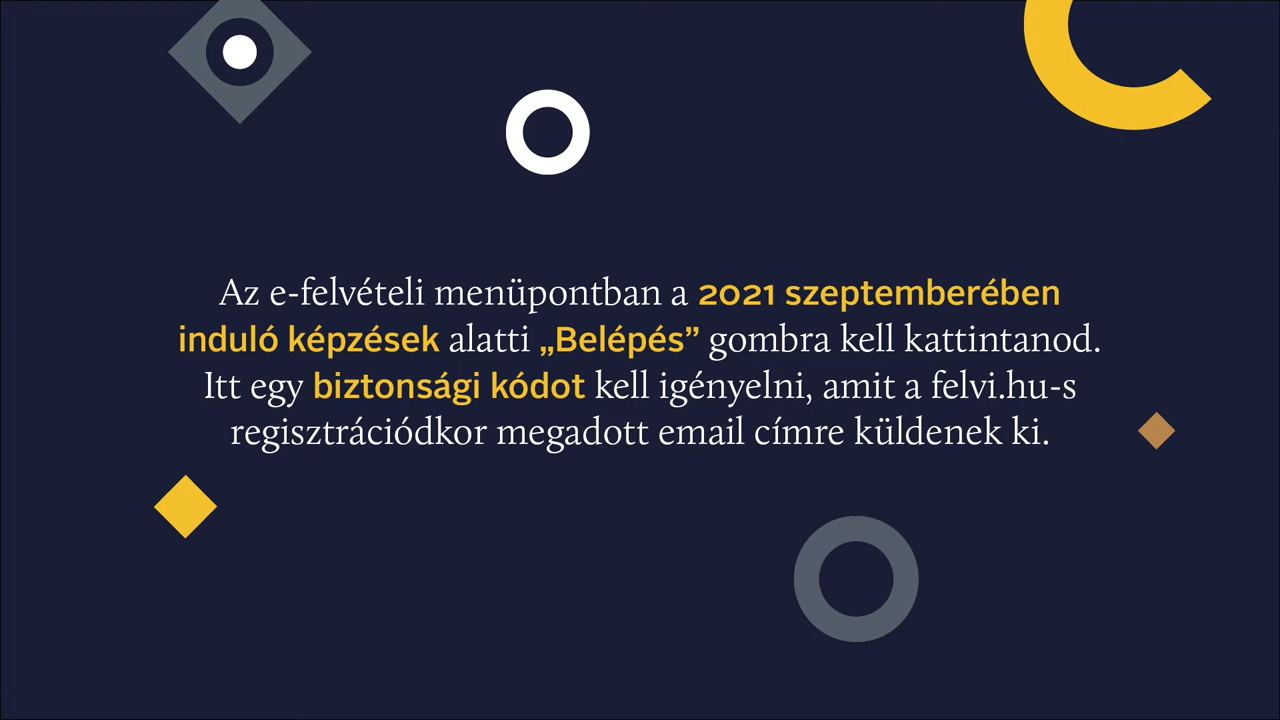 Az e-felvételi menüpontban a 2021 szeptemberében
induló képzések alatti „Belépés” gombra kell kattintanod.
Itt egy biztonsági kódot kell igényelni, amit a felvi.hu-s
regisztrációdkor megadott email címre küldenek ki.